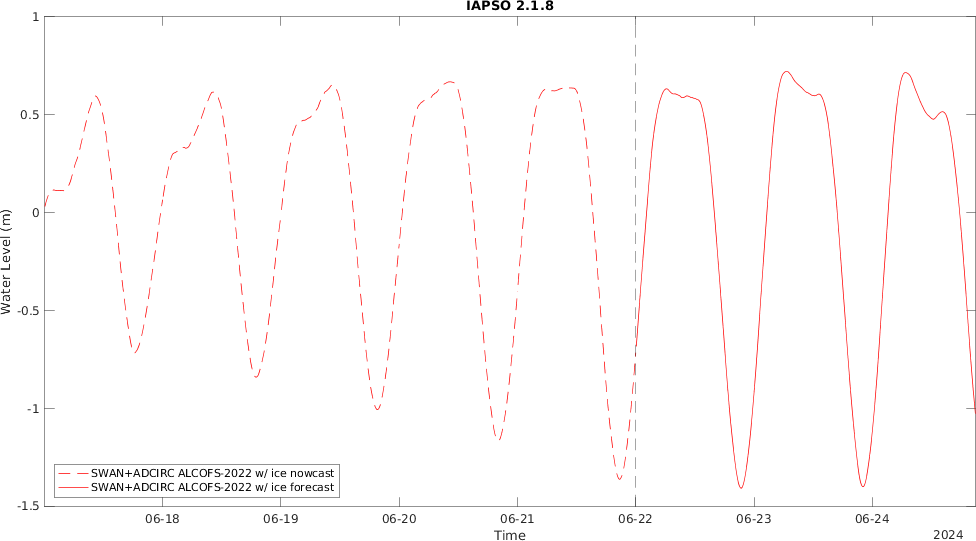 IAPSO 2.1.8
1
0.5
0
-0.5
-1
-1.5
Water Level (m)
SWAN+ADCIRC ALCOFS-2022 w/ ice nowcast
SWAN+ADCIRC ALCOFS-2022 w/ ice forecast
06-18 06-19 06-20 06-21 06-22 06-23 06-24
Time
2024